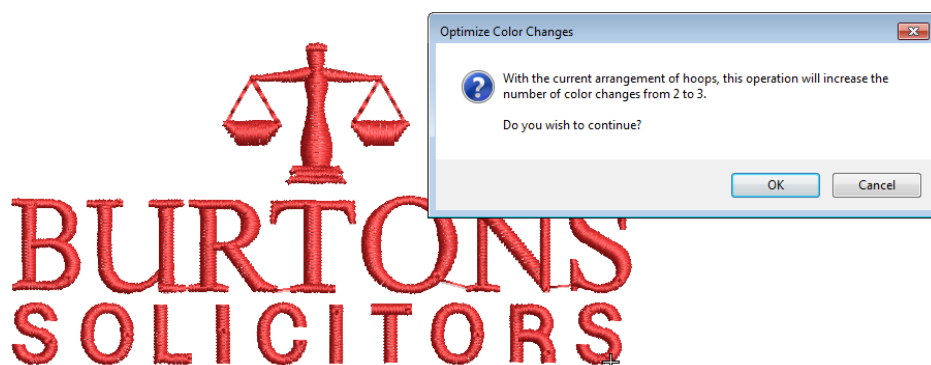 Optimize Color Changes
With the current arrangement of hoops, this operation will increase the
number of color changes from 2 to 3.
Do you wish to continue?
OK
Cancel
BURTONS
SOLICITORS